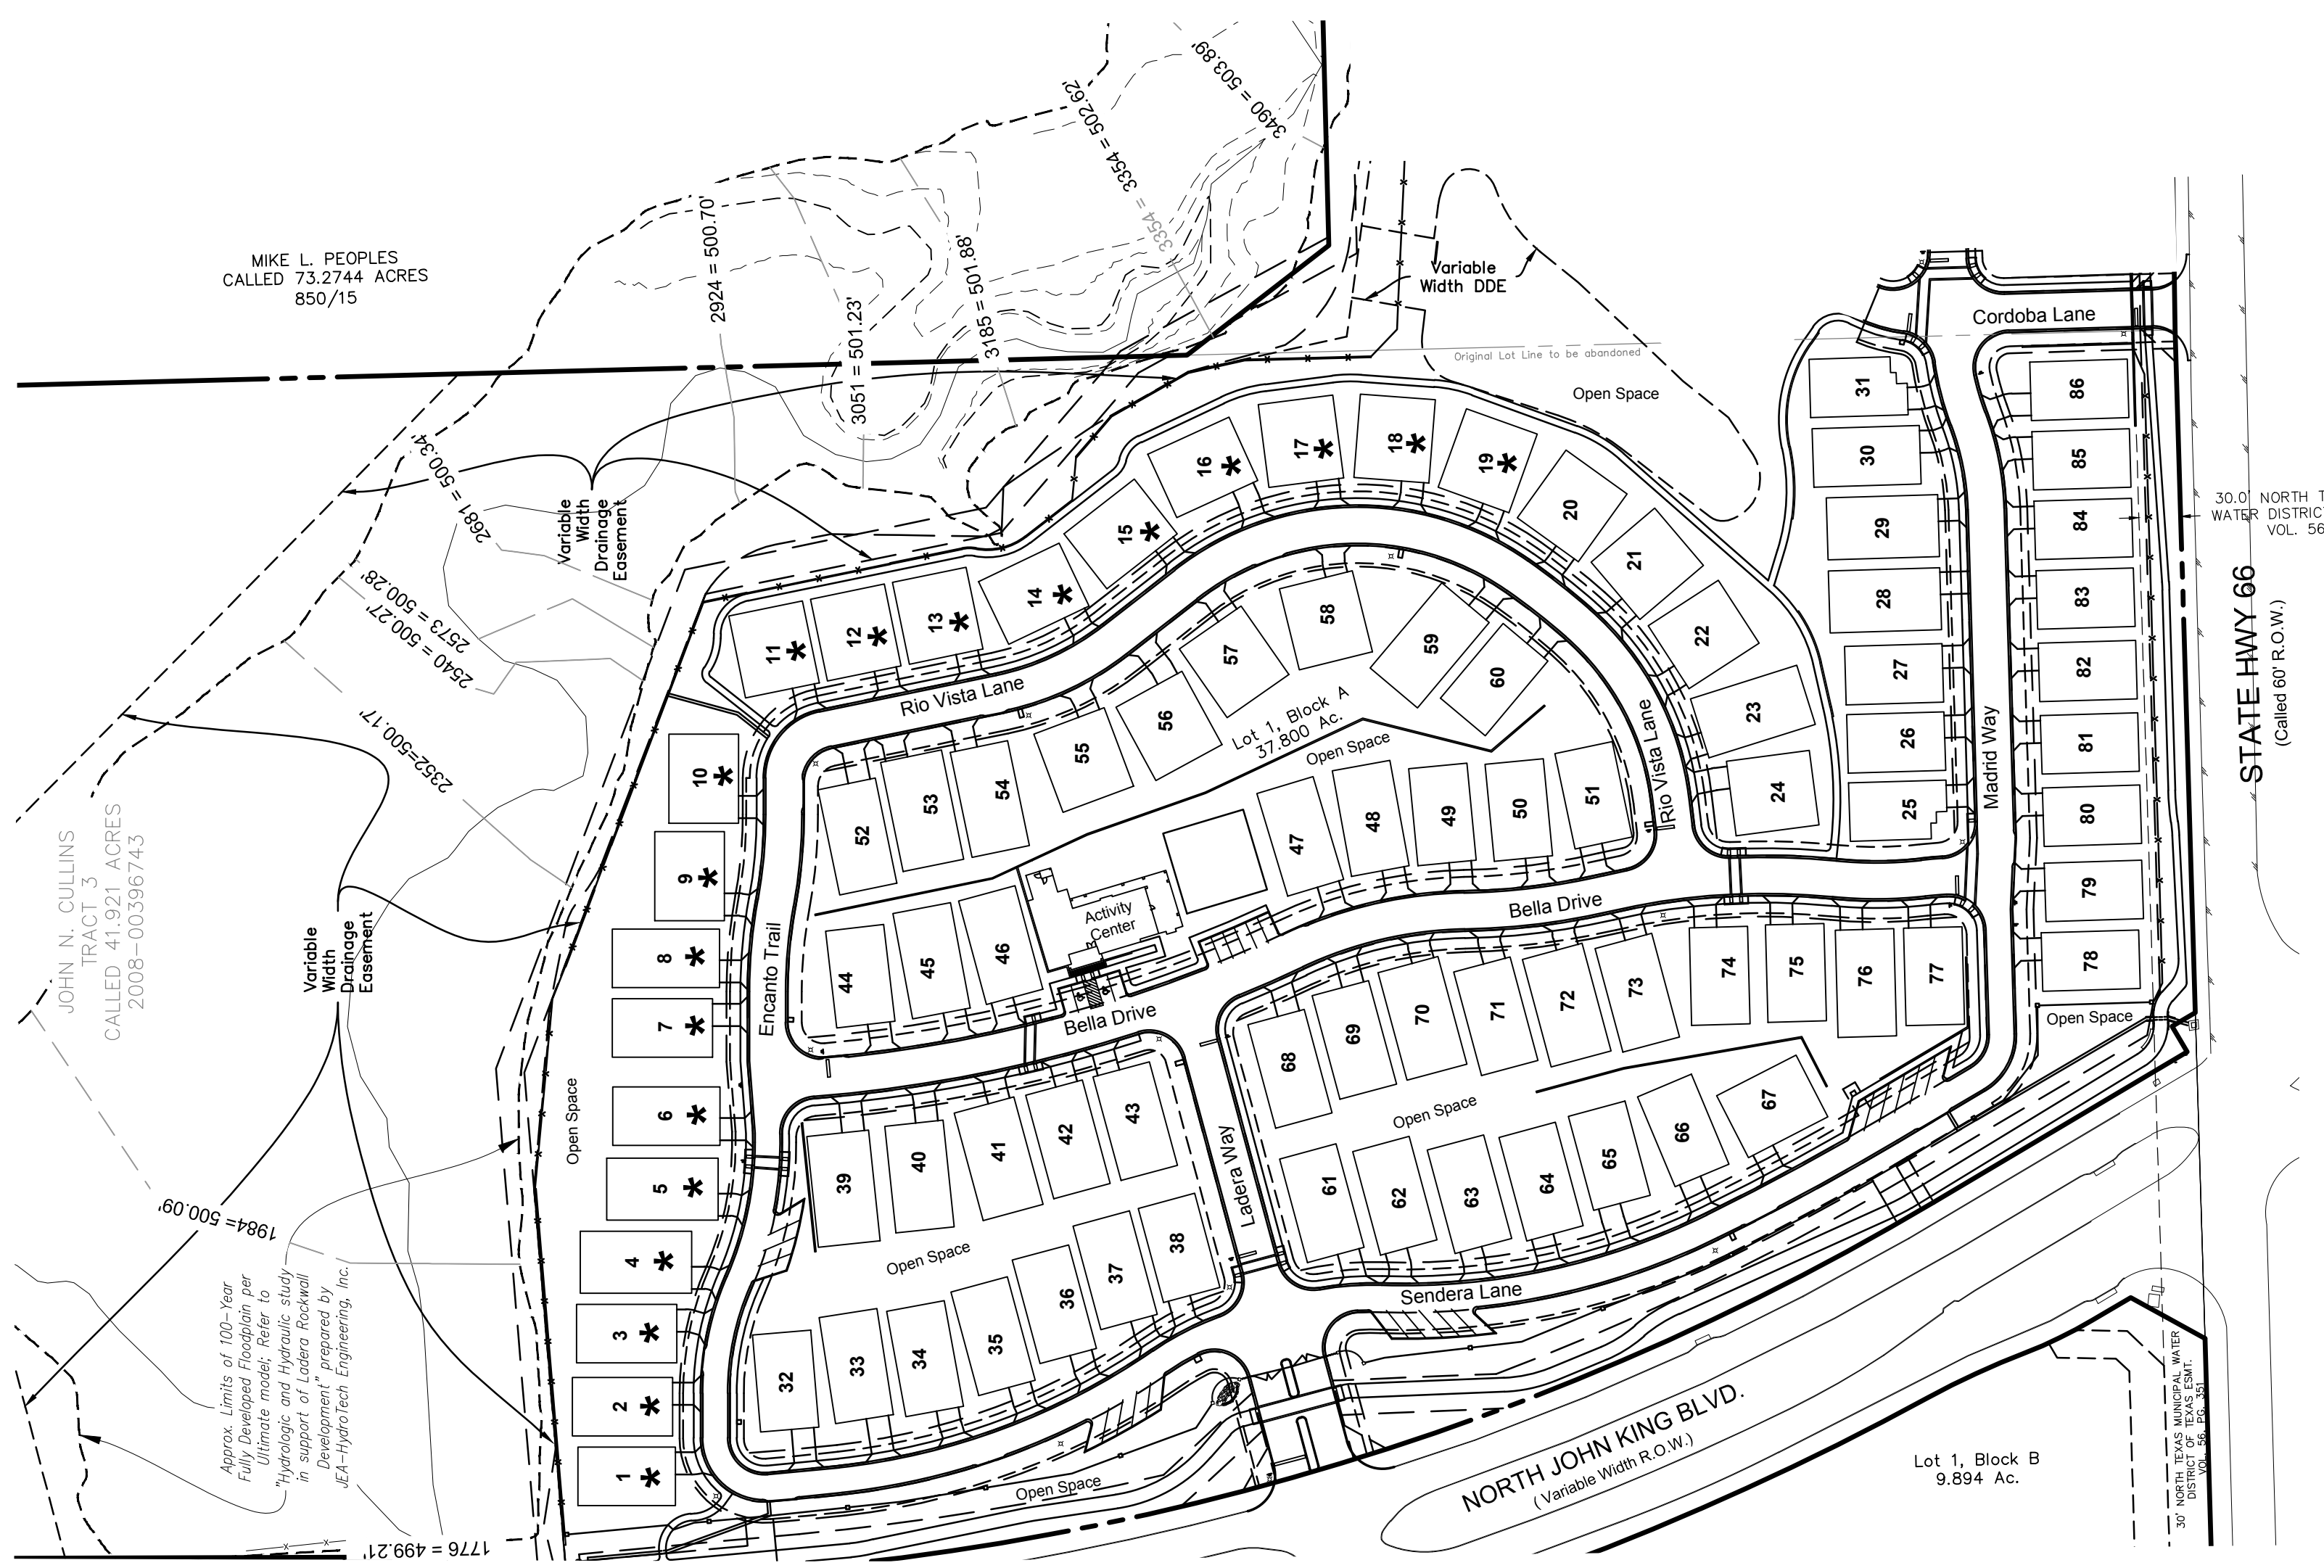 MIKE L. PEOPLES
CALLED 73.2744 ACRES
850/15
JOHN N. CULLINS
TRACT 3
CALLED 41.921 ACRES
2008-00396743
3490 = 503.89'
3354 = 502.62'
3354 =
3185 = 501.88'
3051 = 501.23'
2924 = 500.70'
2681 = 500.34'
2573 = 500.28'
2540 = 500.27'
2352=500.17'
1984= 500.09'
1776 = 499.21'
Variable
Width
Drainage
Easement
Variable
Width
Drainage
Easement
Variable
Width DDE
Original Lot Line to be abandoned
Open Space
Cordoba Lane
Approx. Limits of 100-Year
Fully Developed Floodplain per
Ultimate model; Refer to
"Hydrologic and Hydraulic study
in support of Ladera Rockwall
Development" prepared by
JEA-HydroTech Engineering, Inc.
Open Space
1 *
2 *
3 *
4 *
5 *
6 *
7 *
8 *
9 *
10 *
11 *
12 *
13 *
14 *
15 *
16 *
17 *
18 *
19 *
20
21
22
23
24
25
26
27
28
29
30
31
Encanto Trail
Rio Vista Lane
Rio Vista Lane
Madrid Way
Lot 1, Block A
37.800 Ac.
Open Space
52
53
54
55
56
57
58
59
60
44
45
46
Activity
Center
47
48
49
50
51
Bella Drive
Bella Drive
39
40
41
42
43
Open Space
32
33
34
35
36
37
38
Ladera Way
68
69
70
71
72
73
74
75
76
77
Open Space
61
62
63
64
65
66
67
Sendera Lane
Open Space
86
85
84
83
82
81
80
79
78
Open Space
NORTH JOHN KING BLVD.
( Variable Width R.O.W.)
STATE HWY 66
(Called 60' R.O.W.)
30.0' NORTH T
WATER DISTRIC
VOL. 56
Lot 1, Block B
9.894 Ac.
30' NORTH TEXAS MUNICIPAL WATER
DISTRICT OF TEXAS ESMT.
VOL. 56, PG. 351